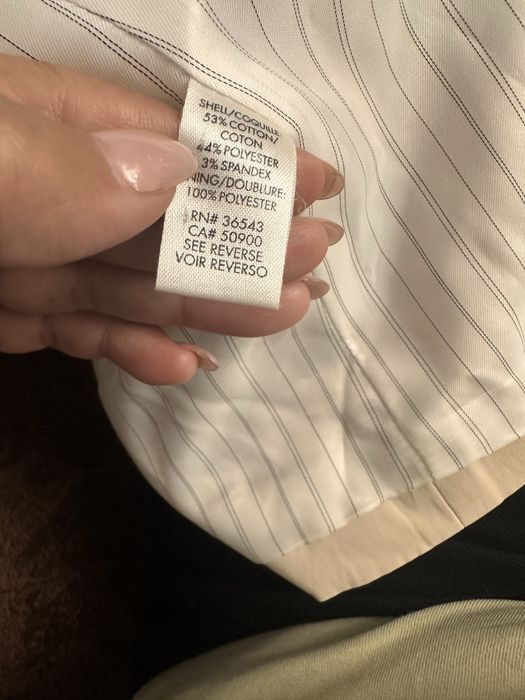 SHELL/COQUILLE:
53% COTTON/
COTON
44% POLYESTER
3% SPANDEX
NING/DOUBLURE:
100% POLYESTER
RN# 36543
CA# 50900
SEE REVERSE
VOIR REVERSO